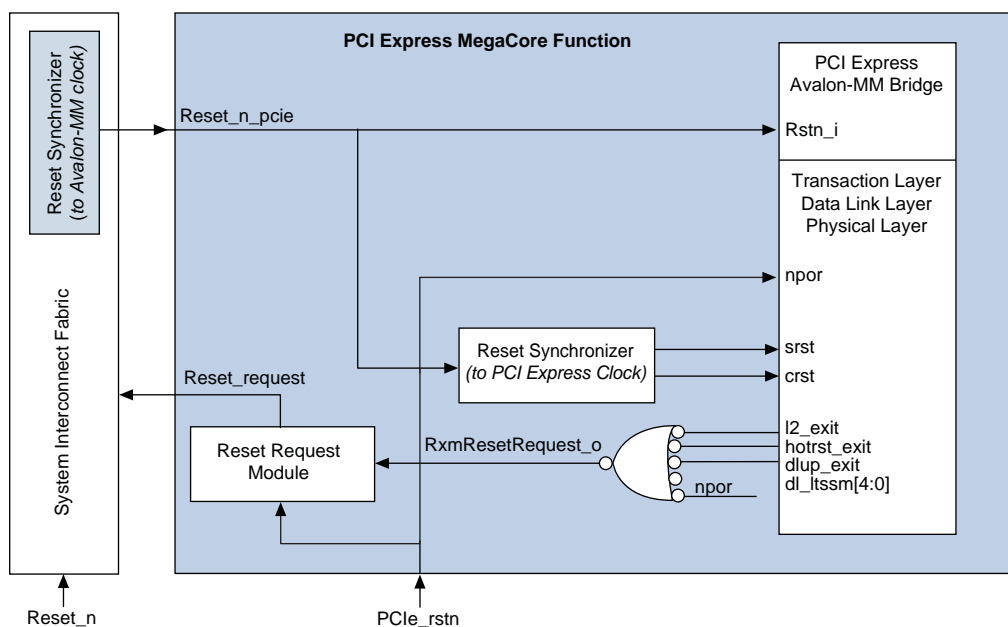 PCI Express MegaCore Function
Reset Synchronizer
(to Avalon-MM clock)
System Interconnect Fabric
Reset_n_pcie
PCI Express
Avalon-MM Bridge
Rstn_i
Transaction Layer
Data Link Layer
Physical Layer
npor
Reset Synchronizer
(to PCI Express Clock)
srst
crst
Reset_request
Reset Request
Module
RxmResetRequest_o
l2_exit
hotrst_exit
dlup_exit
dl_ltssm[4:0]
npor
Reset_n
PCIe_rstn